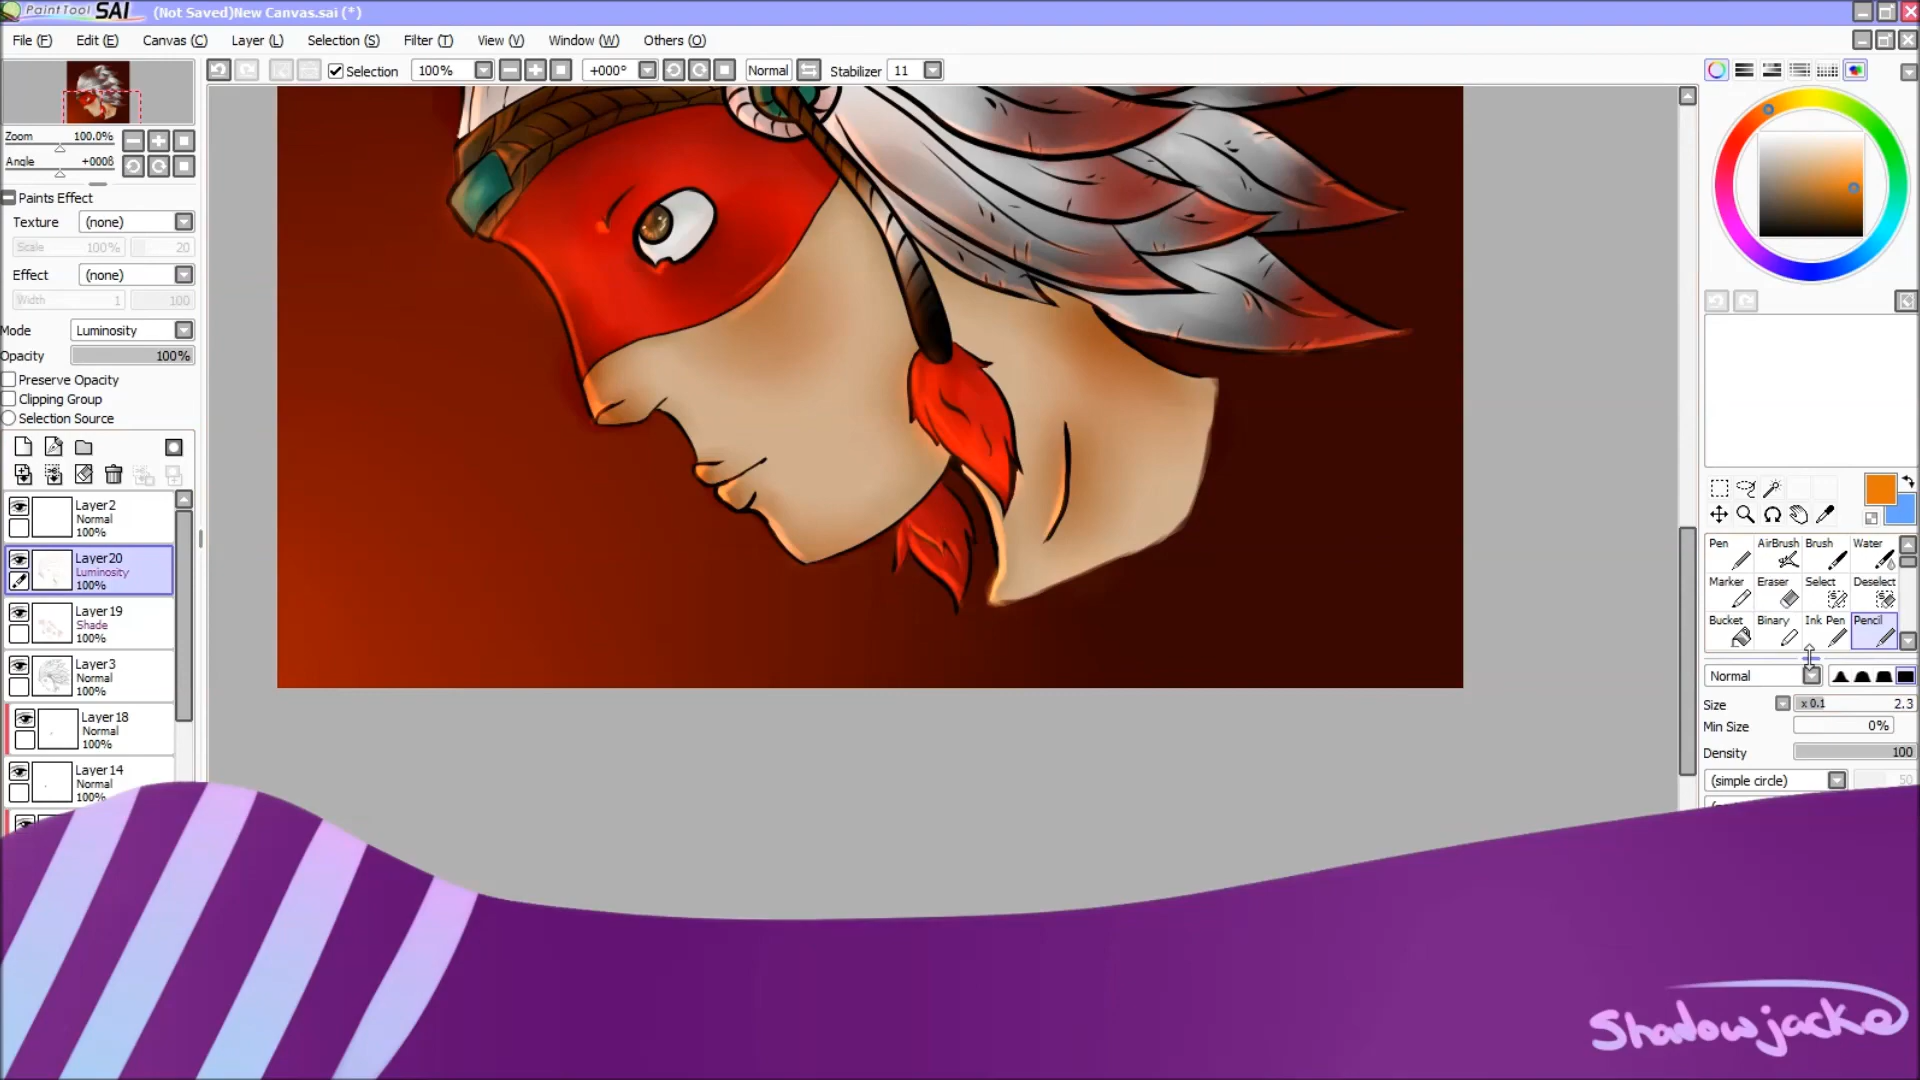 PaintTool SAI (Not Saved)New Canvas.sai (*)
File (F) Edit (E) Canvas (C) Layer (L) Selection (S) Filter (T) View (V) Window (W) Others (O)
Selection 100% +000° Normal Stabilizer 11
Zoom 100.0%
Angle +000ß
Paints Effect
Texture (none)
Scale 100% 20
Effect (none)
Width 1 100
Mode Luminosity
Opacity 100%
Preserve Opacity
Clipping Group
Selection Source
Layer2
Normal
100%
Layer20
Luminosity
100%
Layer19
Shade
100%
Layer3
Normal
100%
Layer18
Normal
100%
Layer14
Normal
100%
Pen AirBrush Brush Water
Marker Eraser Select Deselect
Bucket Binary Ink Pen Pencil
Normal
Size x 0.1 2.3
Min Size 0%
Density 100
(simple circle) 50
Shadowjacko